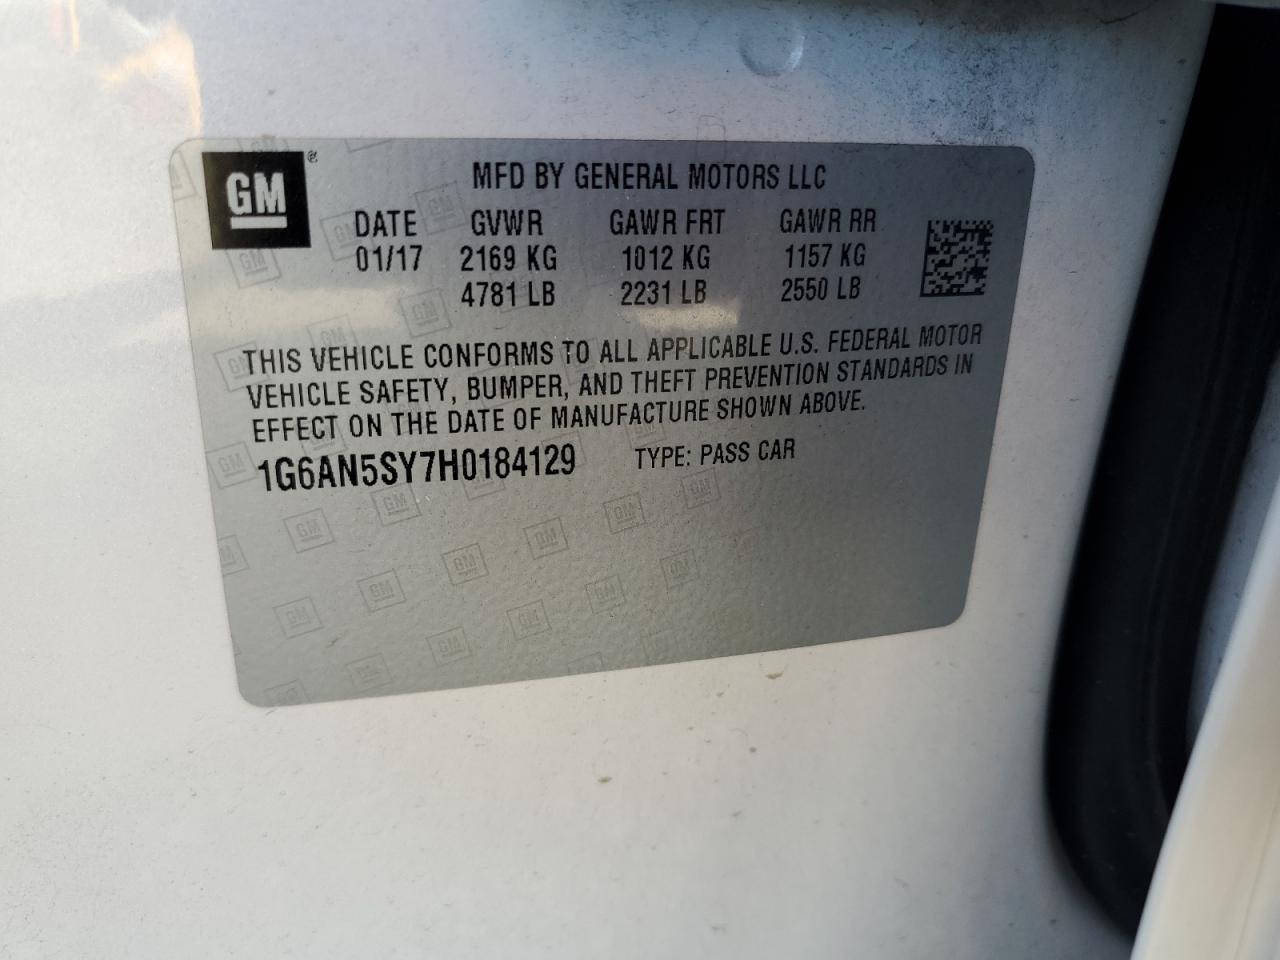 GM®
MFD BY GENERAL MOTORS LLC
DATE GVWR GAWR FRT GAWR RR
01/17 2169 KG 1012 KG 1157 KG
4781 LB 2231 LB 2550 LB
THIS VEHICLE CONFORMS TO ALL APPLICABLE U.S. FEDERAL MOTOR
VEHICLE SAFETY, BUMPER, AND THEFT PREVENTION STANDARDS IN
EFFECT ON THE DATE OF MANUFACTURE SHOWN ABOVE.
1G6AN5SY7H0184129 TYPE: PASS CAR